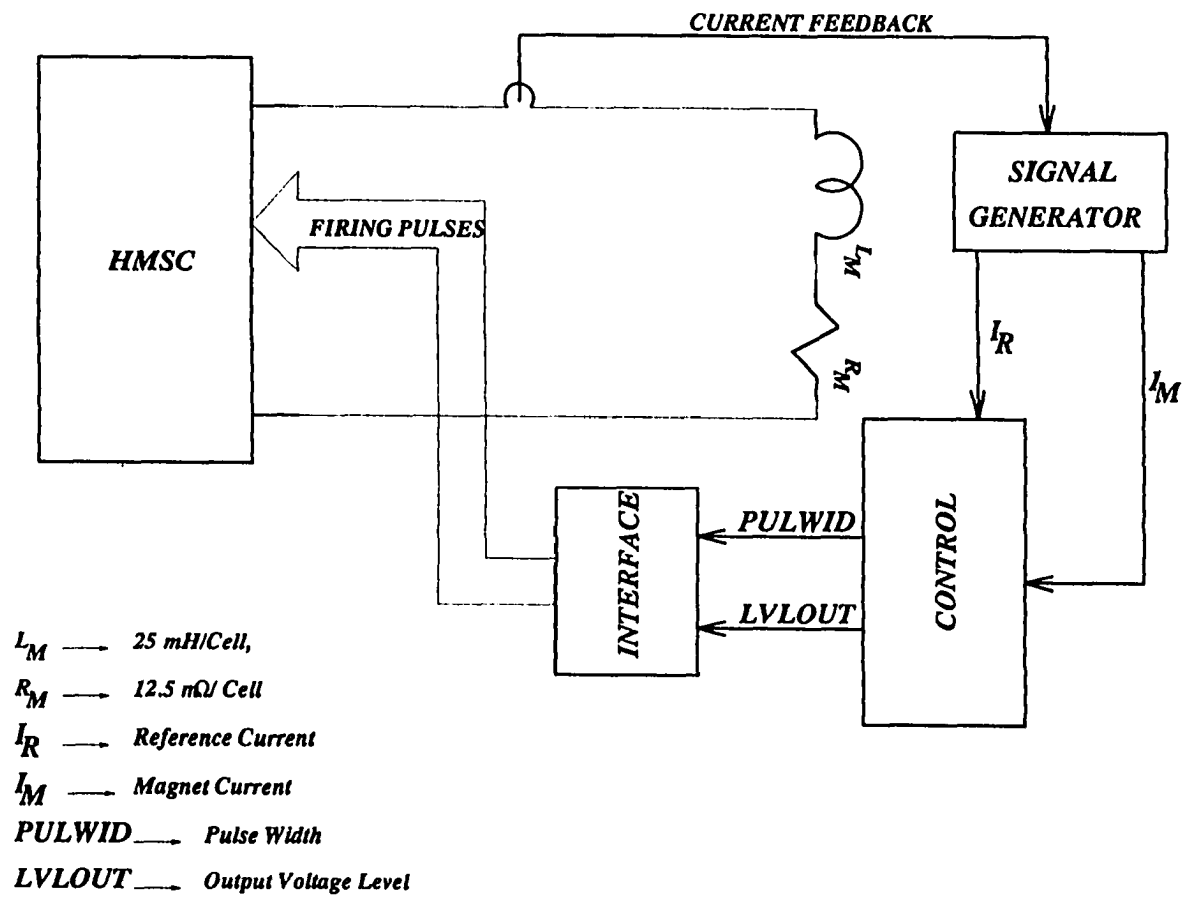 CURRENT FEEDBACK
SIGNAL
GENERATOR
HMSC
FIRING PULSES
L_M
R_M
I_R
I_M
CONTROL
INTERFACE
PULWID
LVLOUT
L_M → 25 mH/Cell,
R_M → 12.5 mΩ/ Cell
I_R → Reference Current
I_M → Magnet Current
PULWID → Pulse Width
LVLOUT → Output Voltage Level